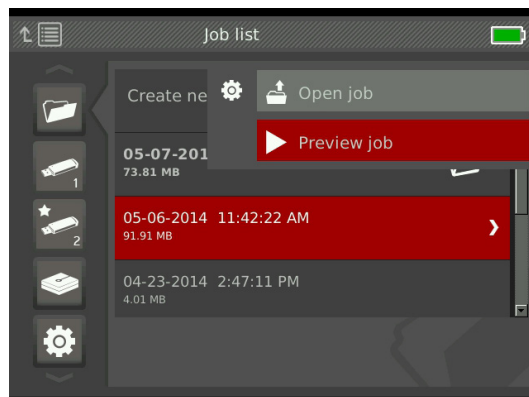 Job list
Create ne
Open job
Preview job
05-07-201
73.81 MB
1
05-06-2014 11:42:22 AM
91.91 MB
2
04-23-2014 2:47:11 PM
4.01 MB